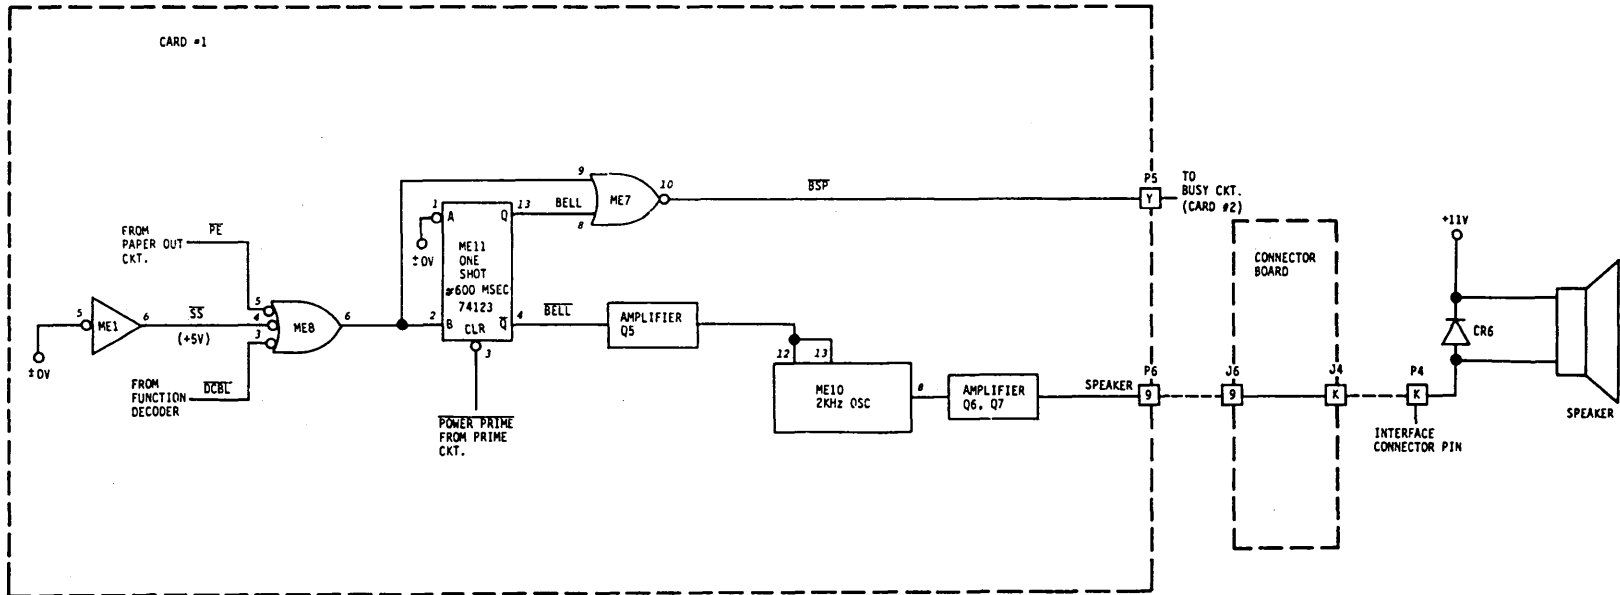 CARD #1
FROM
PAPER OUT
CKT.
PE
5
ME1
6
SS
(+5V)
±0V
FROM
FUNCTION
DECODER
DCBL
5
4
3
ME8
6
1
A
Q
13
±0V
ME11
ONE
SHOT
≈600 MSEC
74123
2
B
CLR
Q
4
3
POWER PRIME
FROM PRIME
CKT.
BELL
9
8
ME7
10
BSP
P5
Y
TO
BUSY CKT.
(CARD #2)
BELL
AMPLIFIER
Q5
12
13
ME10
2KHz OSC
8
AMPLIFIER
Q6, Q7
SPEAKER
P6
9
CONNECTOR
BOARD
J6
9
J4
K
P4
K
INTERFACE
CONNECTOR PIN
+11V
CR6
SPEAKER